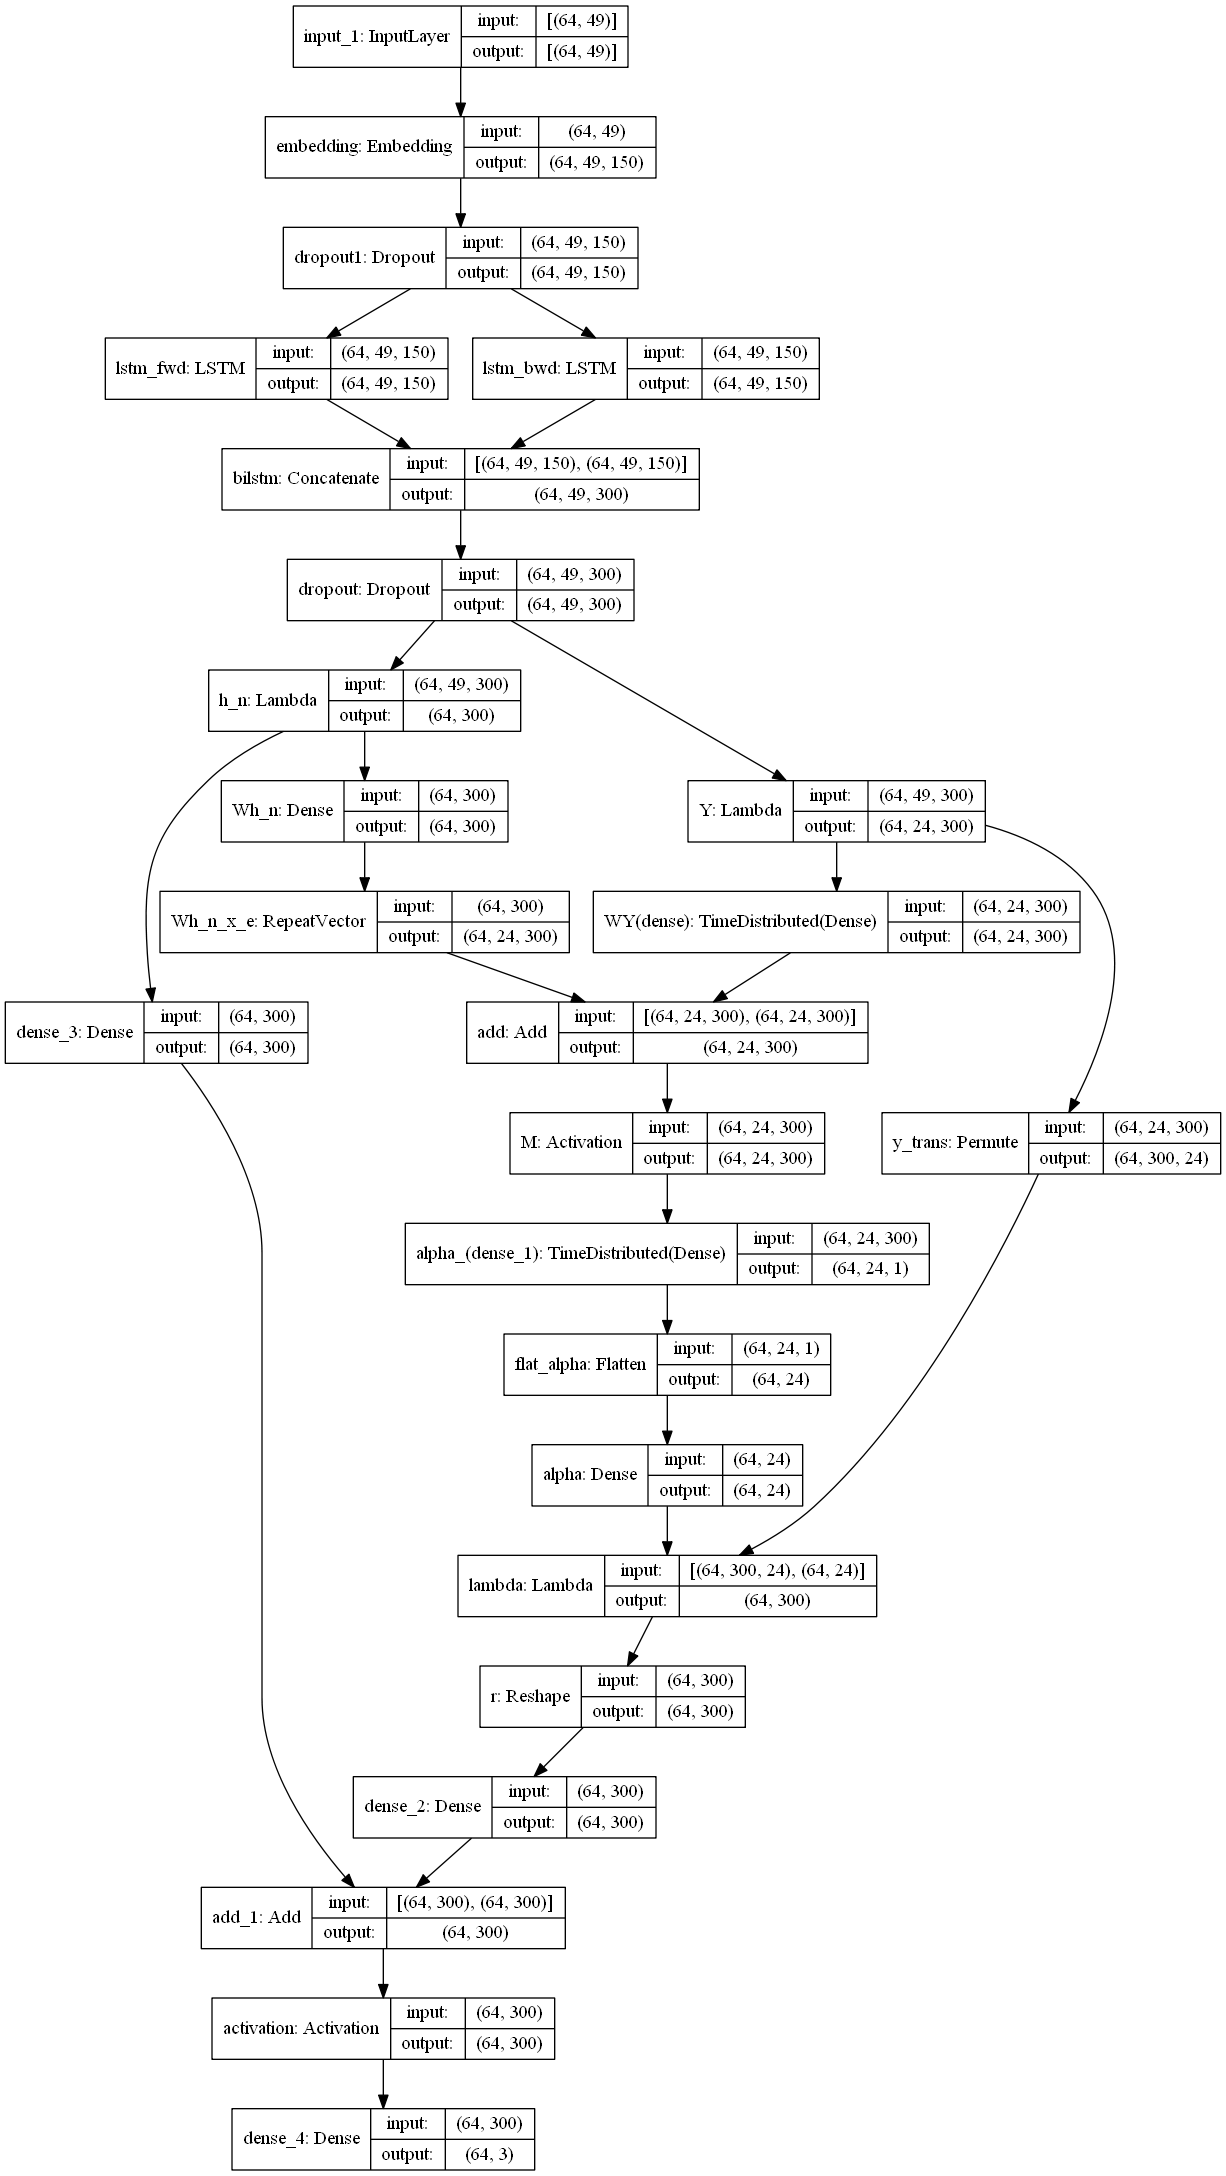 input_1: InputLayer
input: [(64, 49)]
output: [(64, 49)]
embedding: Embedding
input: (64, 49)
output: (64, 49, 150)
dropout1: Dropout
input: (64, 49, 150)
output: (64, 49, 150)
lstm_fwd: LSTM
input: (64, 49, 150)
output: (64, 49, 150)
lstm_bwd: LSTM
input: (64, 49, 150)
output: (64, 49, 150)
bilstm: Concatenate
input: [(64, 49, 150), (64, 49, 150)]
output: (64, 49, 300)
dropout: Dropout
input: (64, 49, 300)
output: (64, 49, 300)
h_n: Lambda
input: (64, 49, 300)
output: (64, 300)
Wh_n: Dense
input: (64, 300)
output: (64, 300)
Y: Lambda
input: (64, 49, 300)
output: (64, 24, 300)
Wh_n_x_e: RepeatVector
input: (64, 300)
output: (64, 24, 300)
WY(dense): TimeDistributed(Dense)
input: (64, 24, 300)
output: (64, 24, 300)
dense_3: Dense
input: (64, 300)
output: (64, 300)
add: Add
input: [(64, 24, 300), (64, 24, 300)]
output: (64, 24, 300)
M: Activation
input: (64, 24, 300)
output: (64, 24, 300)
y_trans: Permute
input: (64, 24, 300)
output: (64, 300, 24)
alpha_(dense_1): TimeDistributed(Dense)
input: (64, 24, 300)
output: (64, 24, 1)
flat_alpha: Flatten
input: (64, 24, 1)
output: (64, 24)
alpha: Dense
input: (64, 24)
output: (64, 24)
lambda: Lambda
input: [(64, 300, 24), (64, 24)]
output: (64, 300)
r: Reshape
input: (64, 300)
output: (64, 300)
dense_2: Dense
input: (64, 300)
output: (64, 300)
add_1: Add
input: [(64, 300), (64, 300)]
output: (64, 300)
activation: Activation
input: (64, 300)
output: (64, 300)
dense_4: Dense
input: (64, 300)
output: (64, 3)